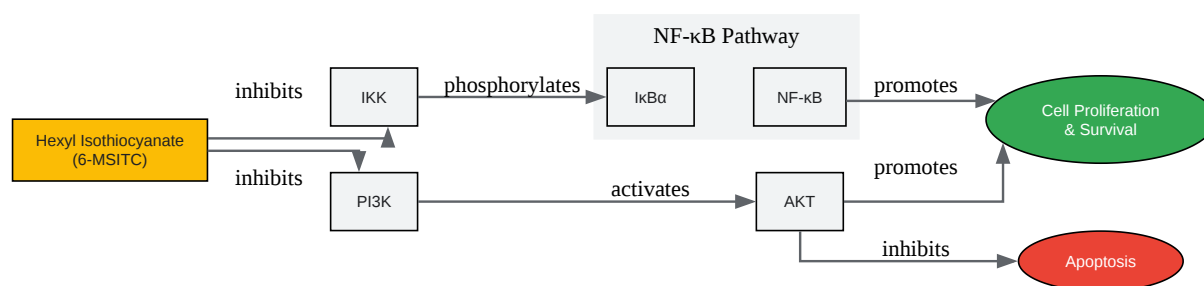 NF-κB Pathway
inhibits
IKK
phosphorylates
IκBα
NF-κB
promotes
Cell Proliferation
& Survival
Hexyl Isothiocyanate
(6-MSITC)
inhibits
PI3K
activates
AKT
promotes
inhibits
Apoptosis